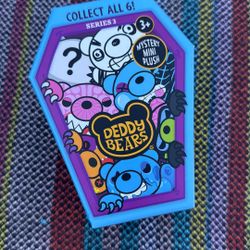 COLLECT ALL 6!
SERIES 3
3+
MYSTERY
MINI
PLUSH
?
DEDDY
BEARS